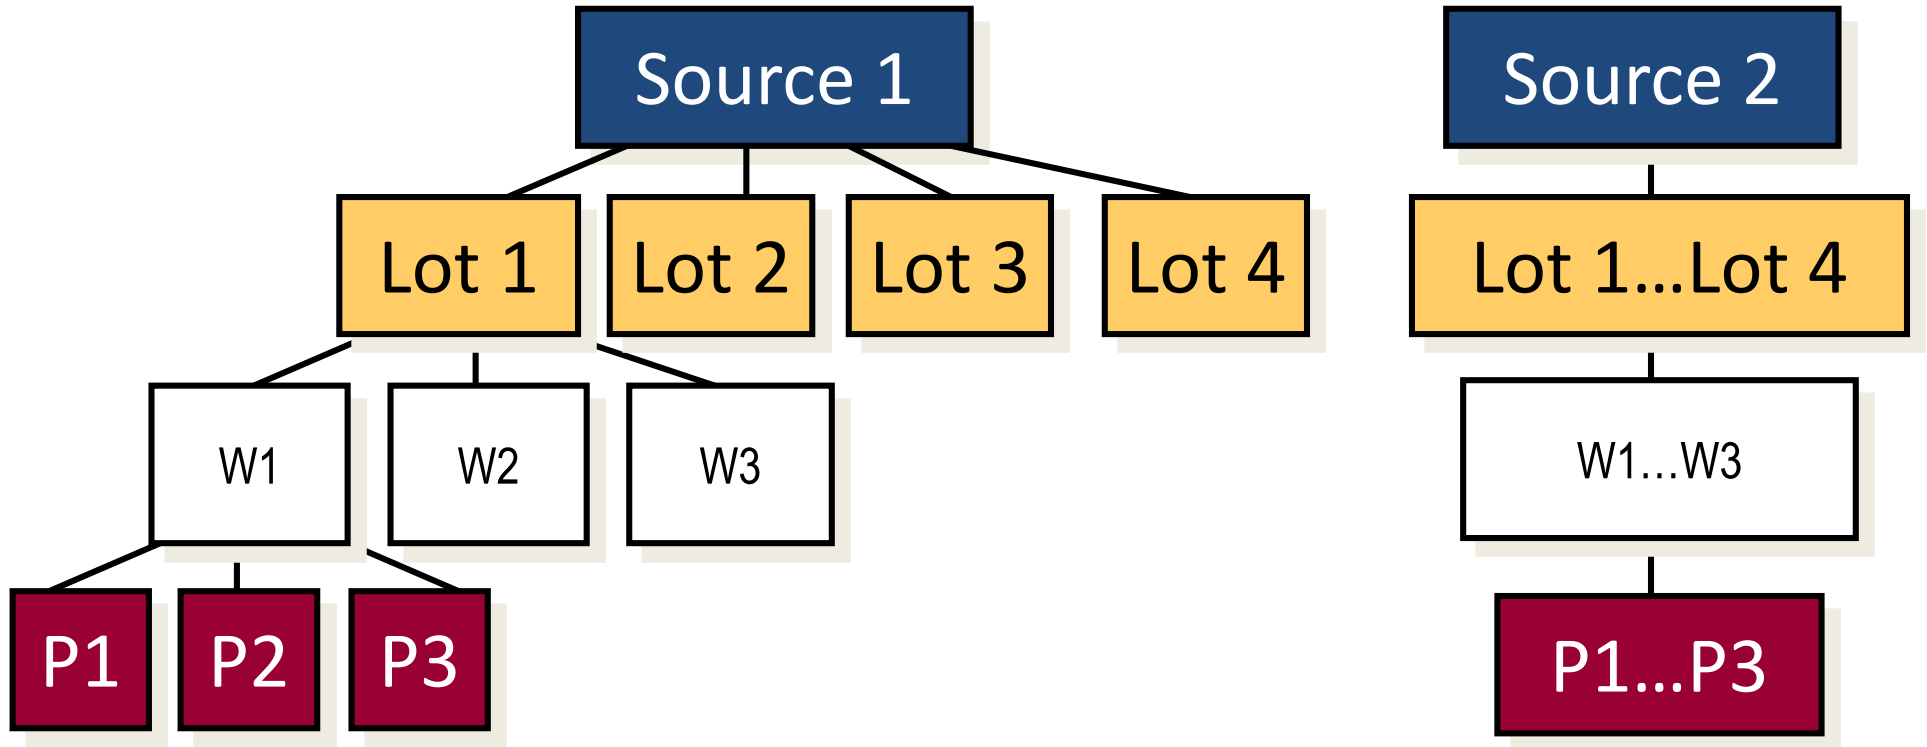 Source 1
Source 2
Lot 1
Lot 2
Lot 3
Lot 4
Lot 1...Lot 4
W1
W2
W3
W1...W3
P1
P2
P3
P1...P3